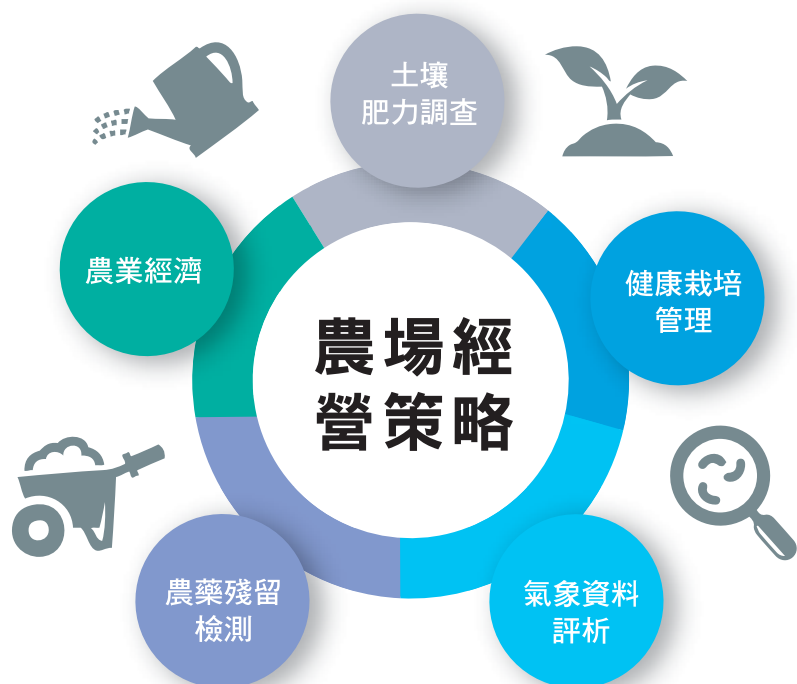 土壤
肥力調查
農業經濟
健康栽培
管理
農場經
營策略
農藥殘留
檢測
氣象資料
評析